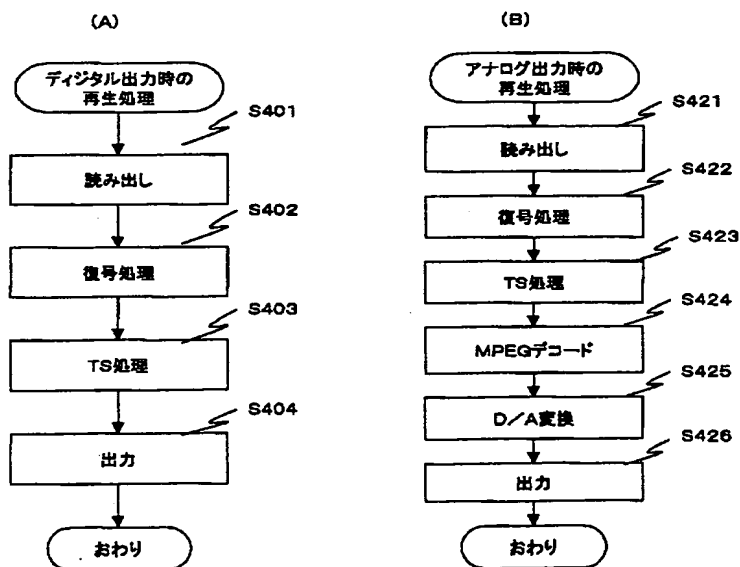 (A)
ディジタル出力時の
再生処理
S401
読み出し
S402
復号処理
S403
TS処理
S404
出力
おわり
(B)
アナログ出力時の
再生処理
S421
読み出し
S422
復号処理
S423
TS処理
S424
MPEGデコード
S425
D/A変換
S426
出力
おわり